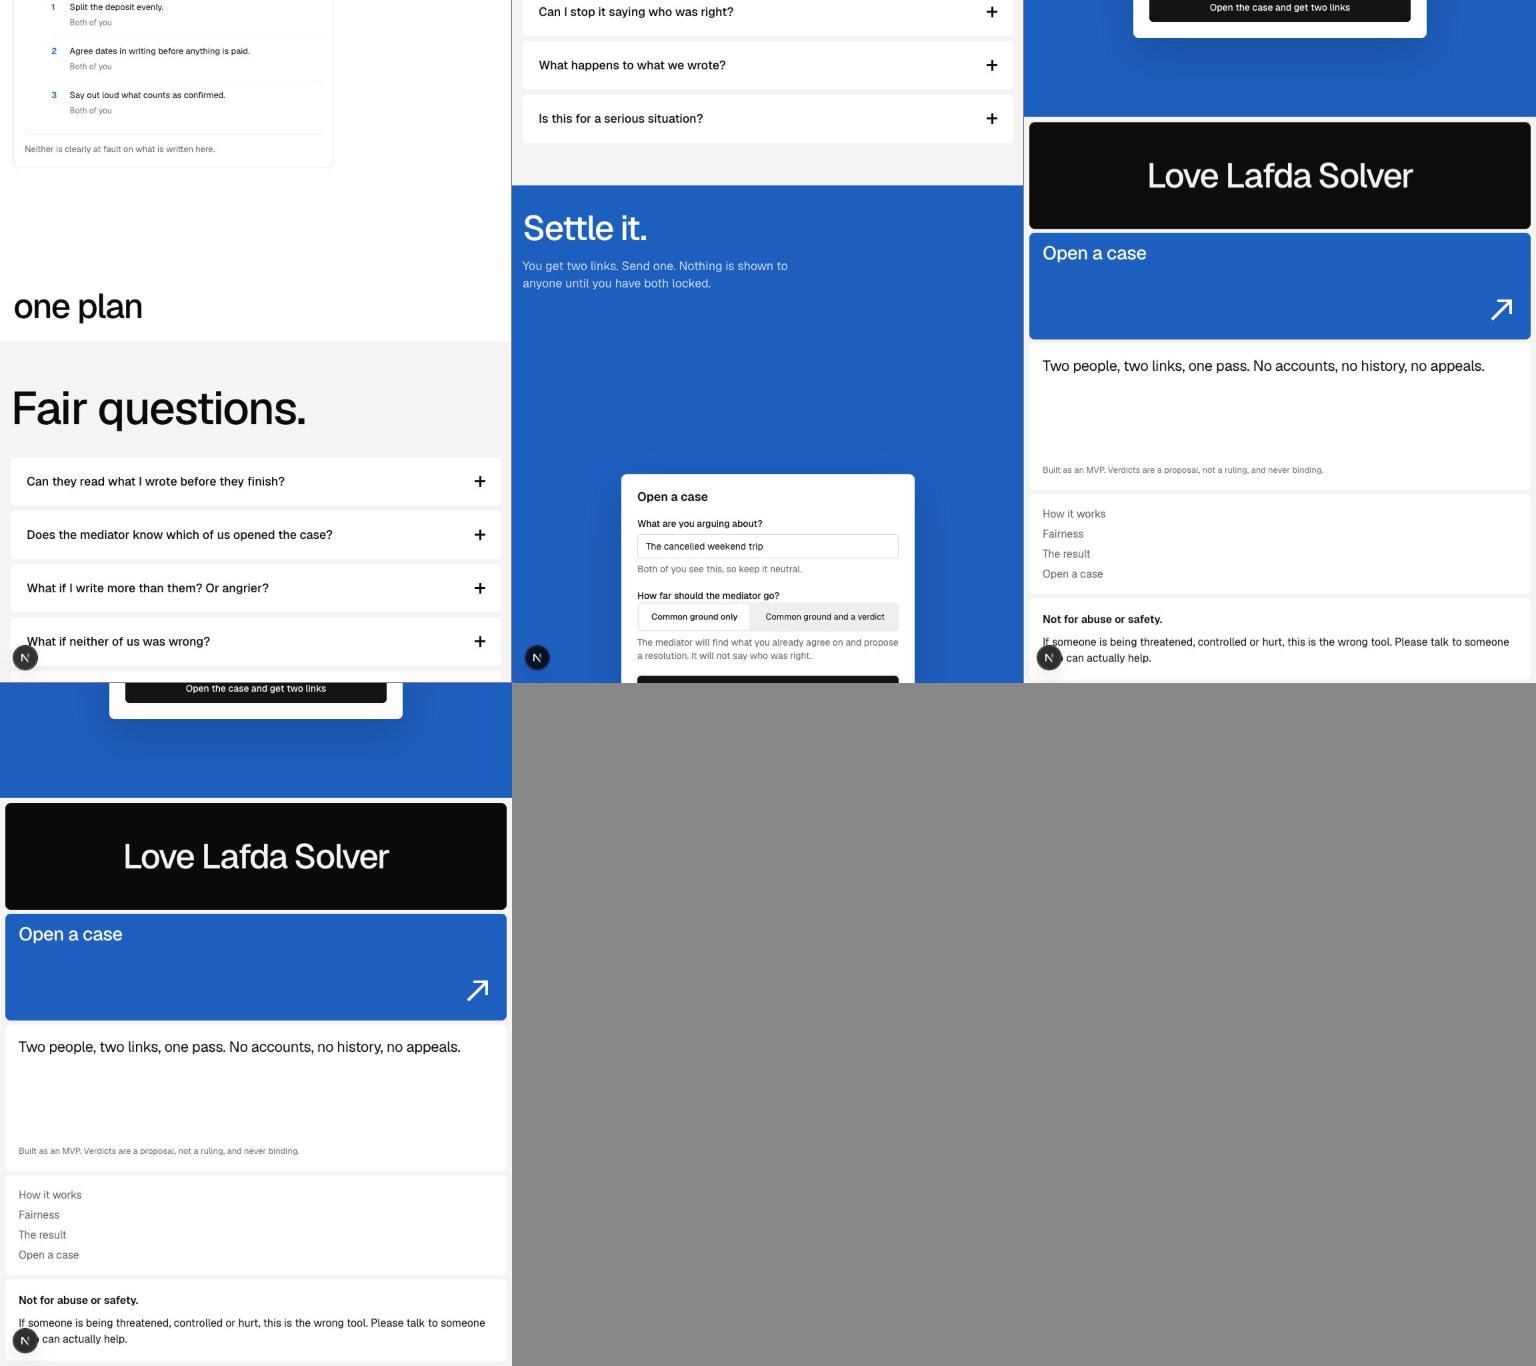 1 Split the deposit evenly.
Both of you
2 Agree dates in writing before anything is paid.
Both of you
3 Say out loud what counts as confirmed.
Both of you
Neither is clearly at fault on what is written here.
one plan
Fair questions.
Can they read what I wrote before they finish?
+
Does the mediator know which of us opened the case?
+
What if I write more than them? Or angrier?
+
What if neither of us was wrong?
+
N
Can I stop it saying who was right?
+
What happens to what we wrote?
+
Is this for a serious situation?
+
Settle it.
You get two links. Send one. Nothing is shown to
anyone until you have both locked.
Open a case
What are you arguing about?
The cancelled weekend trip
Both of you see this, so keep it neutral.
How far should the mediator go?
Common ground only
Common ground and a verdict
The mediator will find what you already agree on and propose
a resolution. It will not say who was right.
N
Open the case and get two links
Love Lafda Solver
Open a case
Two people, two links, one pass. No accounts, no history, no appeals.
Built as an MVP. Verdicts are a proposal, not a ruling, and never binding.
How it works
Fairness
The result
Open a case
Not for abuse or safety.
If someone is being threatened, controlled or hurt, this is the wrong tool. Please talk to someone
can actually help.
N
Open the case and get two links
Love Lafda Solver
Open a case
Two people, two links, one pass. No accounts, no history, no appeals.
Built as an MVP. Verdicts are a proposal, not a ruling, and never binding.
How it works
Fairness
The result
Open a case
Not for abuse or safety.
If someone is being threatened, controlled or hurt, this is the wrong tool. Please talk to someone
can actually help.
N